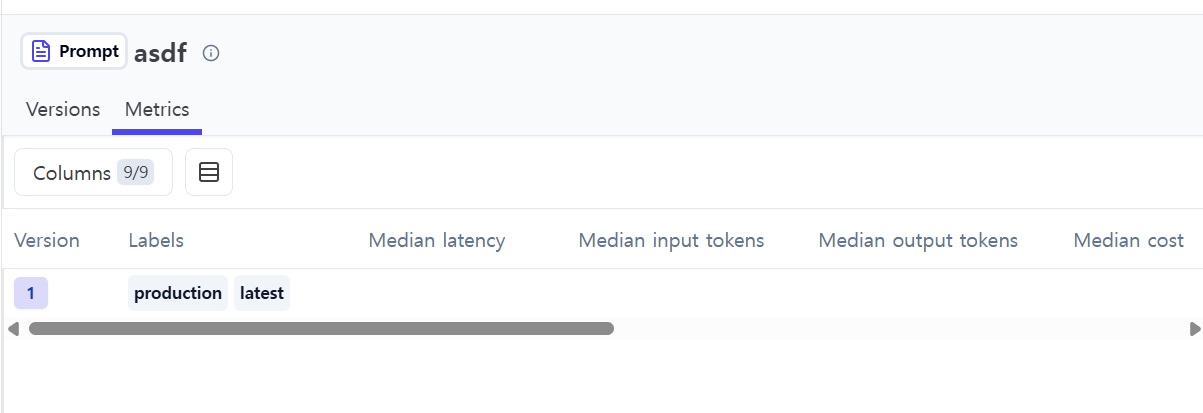 Prompt asdf
Versions Metrics
Columns 9/9
Version Labels Median latency Median input tokens Median output tokens Median cost
1 production latest